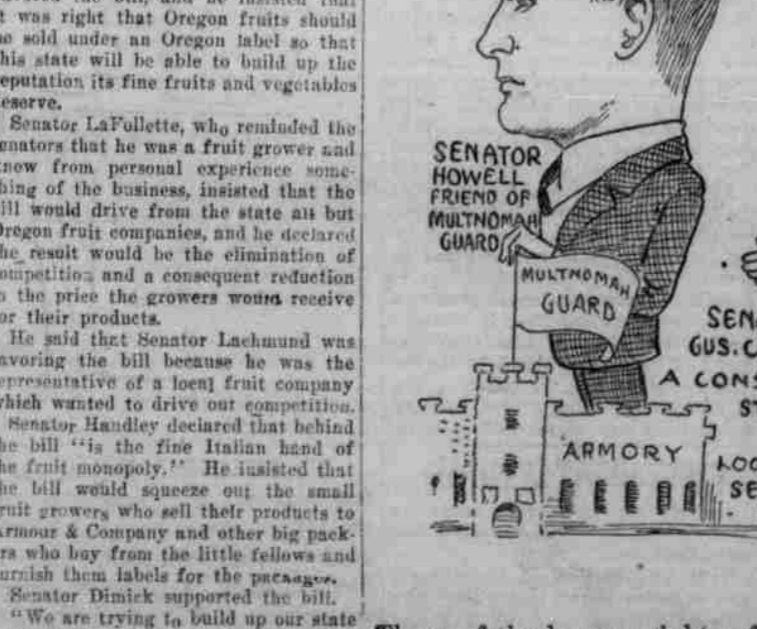 it was right that Oregon fruits should
be sold under an Oregon label so that
this state will be able to build up the
reputation its fine fruits and vegetables
deserve.
Senator LaFollette, who reminded the
senators that he was a fruit grower and
know from personal experience some-
thing of the business, insisted that the
bill would drive from the state all but
Oregon fruit companies, and he declared
the result would be the elimination of
competition and a consequent reduction
in the price the growers would receive
for their products.
He said that Senator Lachmund was
favoring the bill because he was the
representative of a local fruit company
which wanted to drive out competition.
Senator Handley declared that behind
the bill "is the fine Italian hand of
the fruit monopoly." He insisted that
the bill would squeeze out the small
fruit growers who sell their products to
Armour & Company and other big pack-
ers who buy from the little fellows and
furnish them labels for the packages.
Senator Dimick supported the bill.
"We are trying to build up our state
SENATOR
HOWELL
FRIEND OF
MULTNOMAH
GUARD
MULTNOMAH
GUARD
ARMORY
SEN
GUS. C
A CONS
ST
LOO
SE